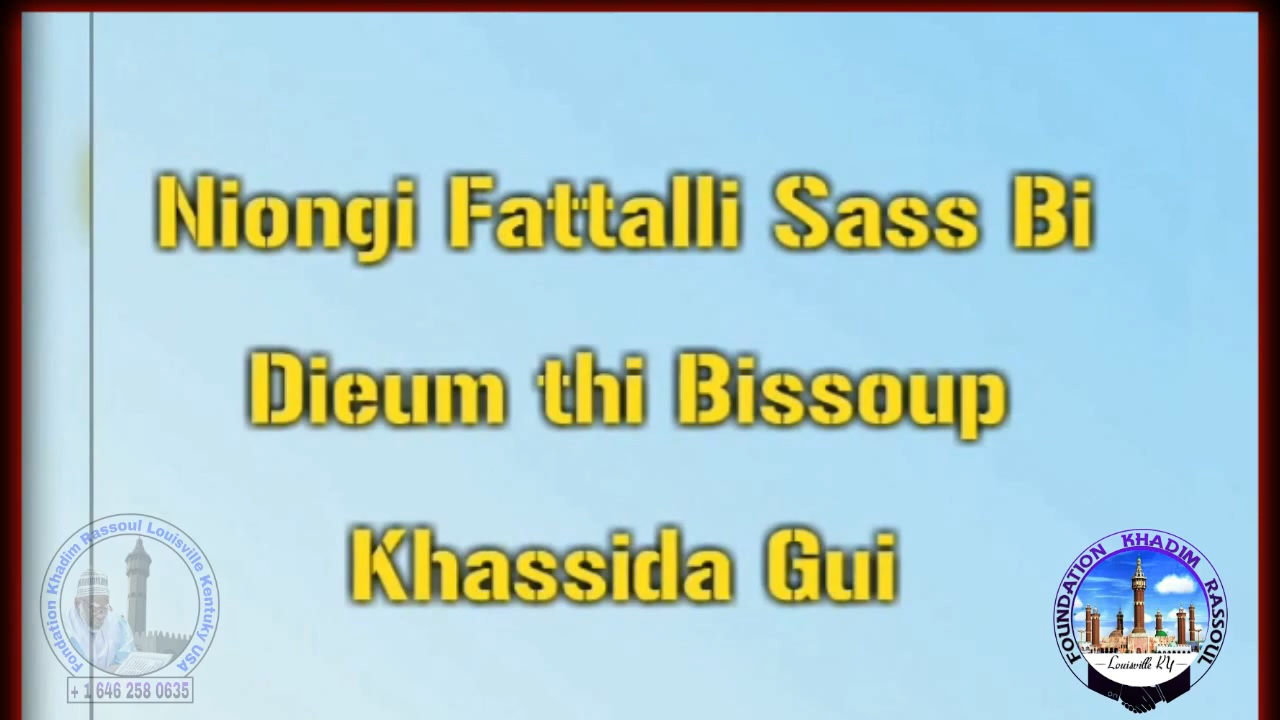 Niongi Fattalli Sass Bi
Dieum thi Bissoup
Khassida Gui
Fondation Khadim Rassoul Louisville Kentuky USA
+ 1 646 258 0635
FOUNDATION KHADIM RASSOUL
Louisville KY